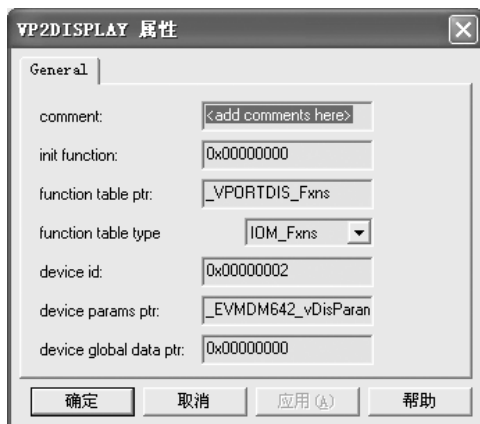 VP2DISPLAY 属性
General
comment: <add comments here>
init function: 0x00000000
function table ptr: _VPORTDIS_Fxns
function table type IOM_Fxns
device id: 0x00000002
device params ptr: _EVMDM642_vDisParan
device global data ptr: 0x00000000
确定 取消 应用(A) 帮助